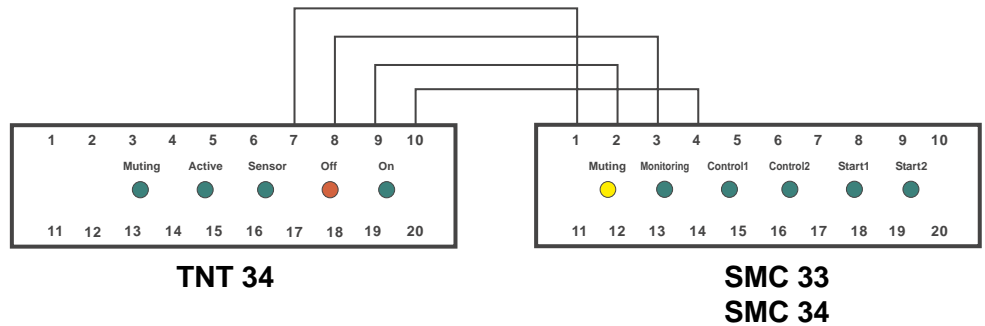 1 2 3 4 5 6 7 8 9 10
Muting Active Sensor Off On
11 12 13 14 15 16 17 18 19 20
TNT 34
1 2 3 4 5 6 7 8 9 10
Muting Monitoring Control1 Control2 Start1 Start2
11 12 13 14 15 16 17 18 19 20
SMC 33
SMC 34